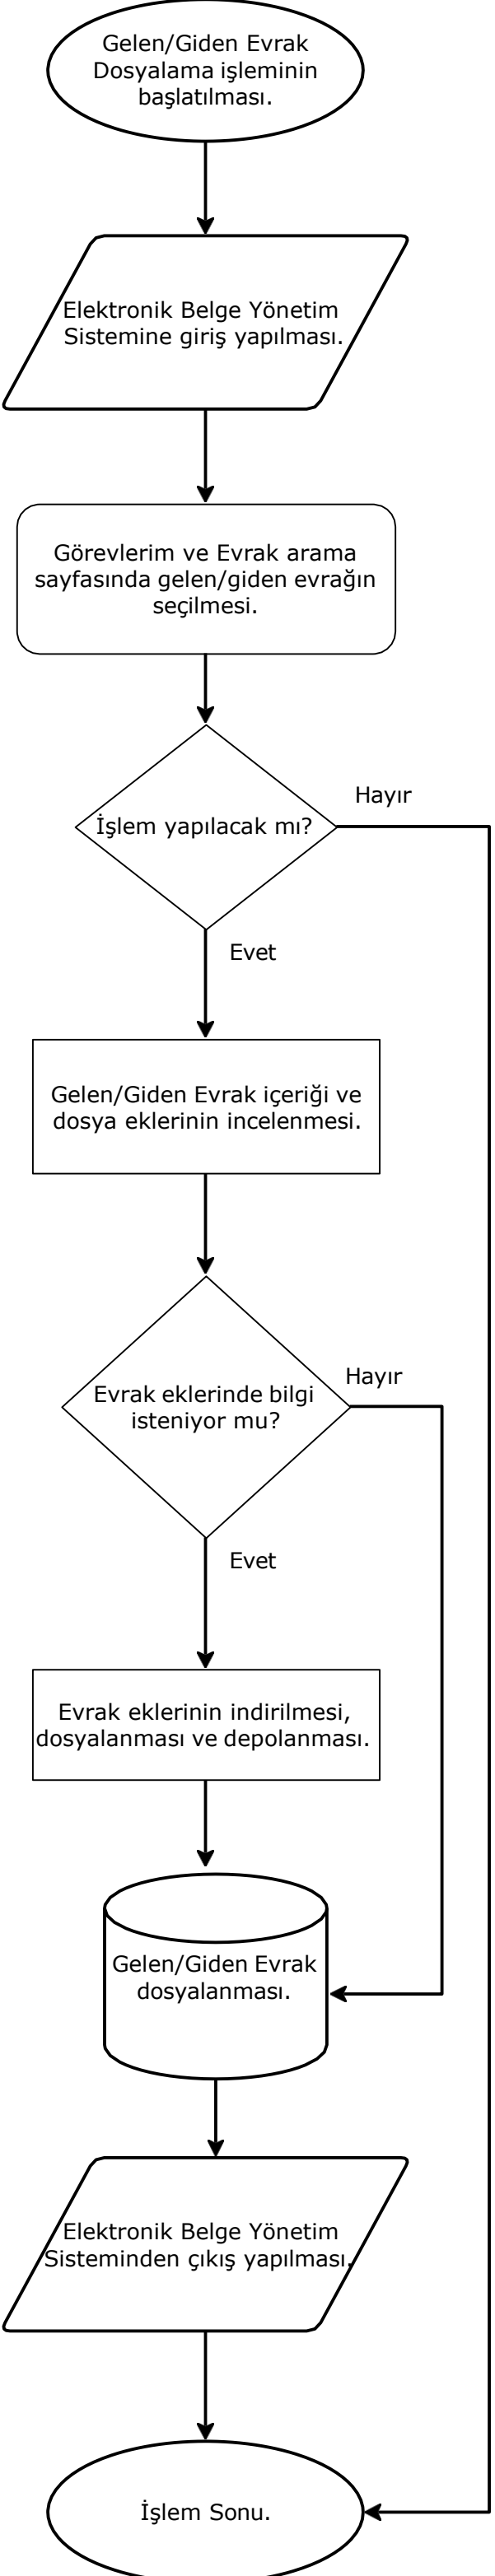 Gelen/Giden Evrak
Dosyalama işleminin
başlatılması.
Elektronik Belge Yönetim
Sistemine giriş yapılması.
Görevlerim ve Evrak arama
sayfasında gelen/giden evrağın
seçilmesi.
Hayır
İşlem yapılacak mı?
Evet
Gelen/Giden Evrak içeriği ve
dosya eklerinin incelenmesi.
Hayır
Evrak eklerinde bilgi
isteniyor mu?
Evet
Evrak eklerinin indirilmesi,
dosyalanması ve depolanması.
Gelen/Giden Evrak
dosyalanması.
Elektronik Belge Yönetim
Sisteminden çıkış yapılması.
İşlem Sonu.